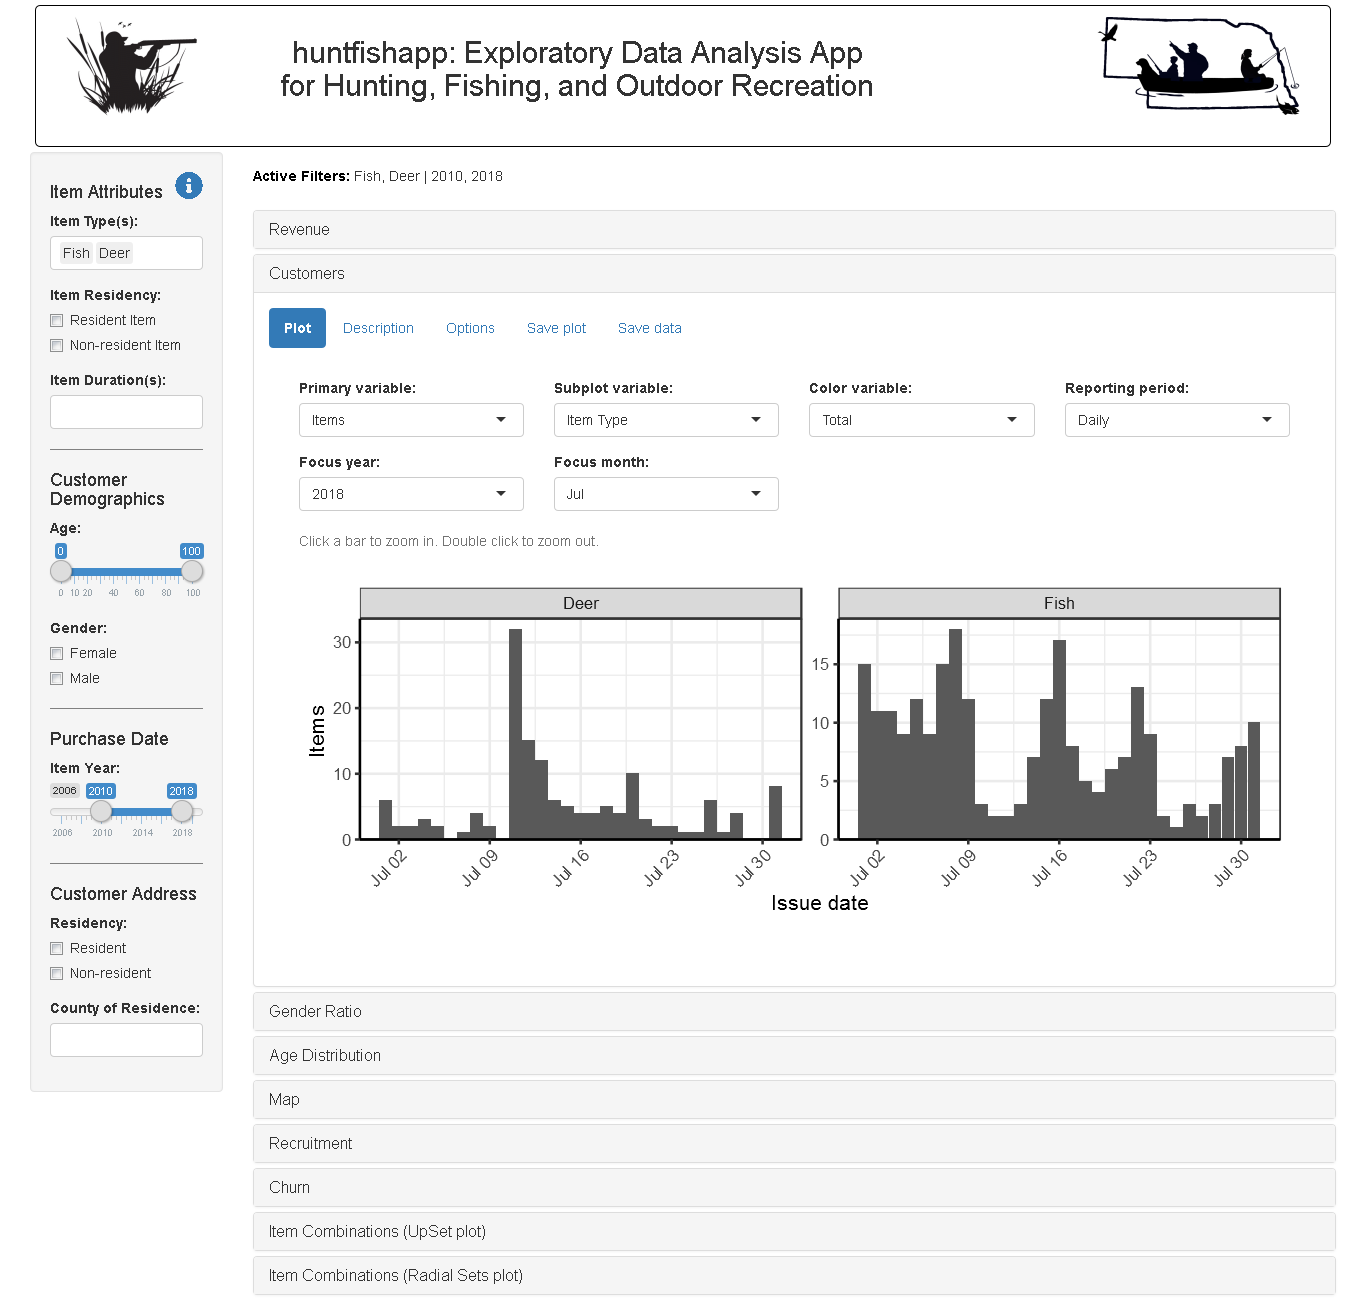 huntfishapp: Exploratory Data Analysis App
for Hunting, Fishing, and Outdoor Recreation
Item Attributes
Item Type(s):
Fish Deer
Item Residency:
Resident Item
Non-resident Item
Item Duration(s):
Customer
Demographics
Age:
0 100
0 10 20 40 60 80 100
Gender:
Female
Male
Purchase Date
Item Year:
2006 2010 2018
2006 2010 2014 2018
Customer Address
Residency:
Resident
Non-resident
County of Residence:
Active Filters: Fish, Deer | 2010, 2018
Revenue
Customers
Plot Description Options Save plot Save data
Primary variable: Subplot variable: Color variable: Reporting period:
Items Item Type Total Daily
Focus year: Focus month:
2018 Jul
Click a bar to zoom in. Double click to zoom out.
Deer Fish
Items
30
20
10
0
15
10
5
0
Jul 02 Jul 09 Jul 16 Jul 23 Jul 30 Jul 02 Jul 09 Jul 16 Jul 23 Jul 30
Issue date
Gender Ratio
Age Distribution
Map
Recruitment
Churn
Item Combinations (UpSet plot)
Item Combinations (Radial Sets plot)